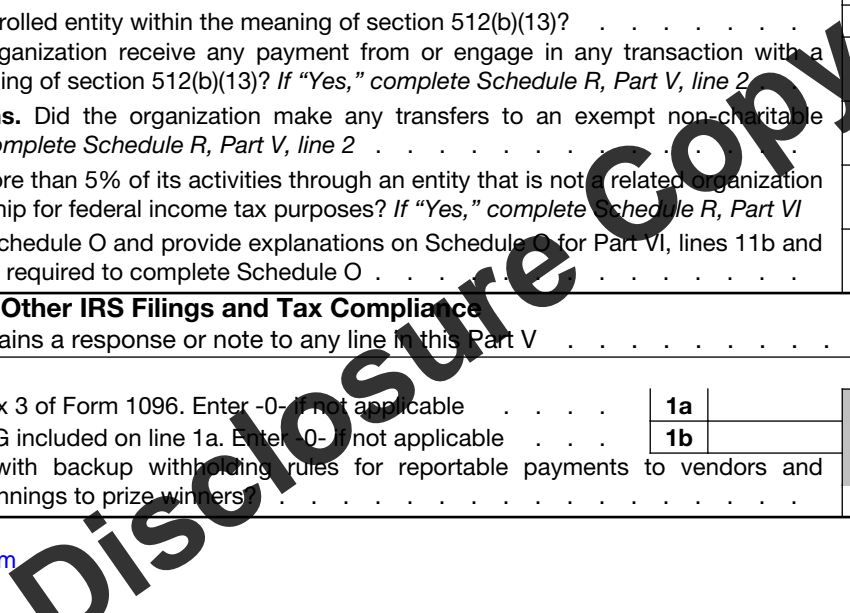 rolled entity within the meaning of section 512(b)(13)? . . . . . . .
ganization receive any payment from or engage in any transaction with a
ing of section 512(b)(13)? If “Yes,” complete Schedule R, Part V, line 2 . .
s. Did the organization make any transfers to an exempt non-charitable
omplete Schedule R, Part V, line 2 . . . . . . . . . . . . . .
ore than 5% of its activities through an entity that is not a related organization
hip for federal income tax purposes? If “Yes,” complete Schedule R, Part VI
chedule O and provide explanations on Schedule O for Part VI, lines 11b and
required to complete Schedule O . . . . . . . . . . . . . .
Other IRS Filings and Tax Compliance
ains a response or note to any line in this Part V . . . . . . . . .
x 3 of Form 1096. Enter -0- if not applicable . . . . 1a
G included on line 1a. Enter -0- if not applicable . . . 1b
with backup withholding rules for reportable payments to vendors and
nnings to prize winners? . . . . . . . . . . . . . . . . .
m
Disclosure Copy